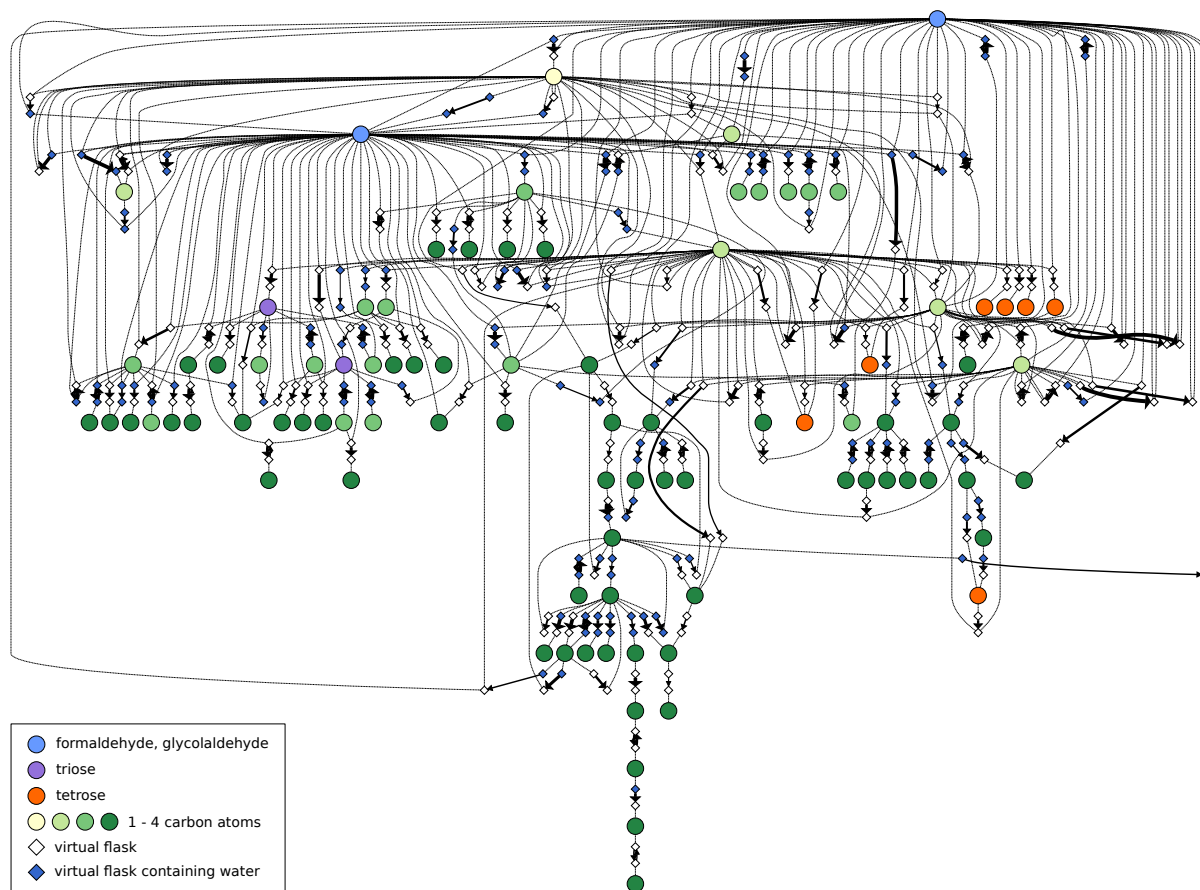 formaldehyde, glycolaldehyde
triose
tetrose
1 - 4 carbon atoms
virtual flask
virtual flask containing water